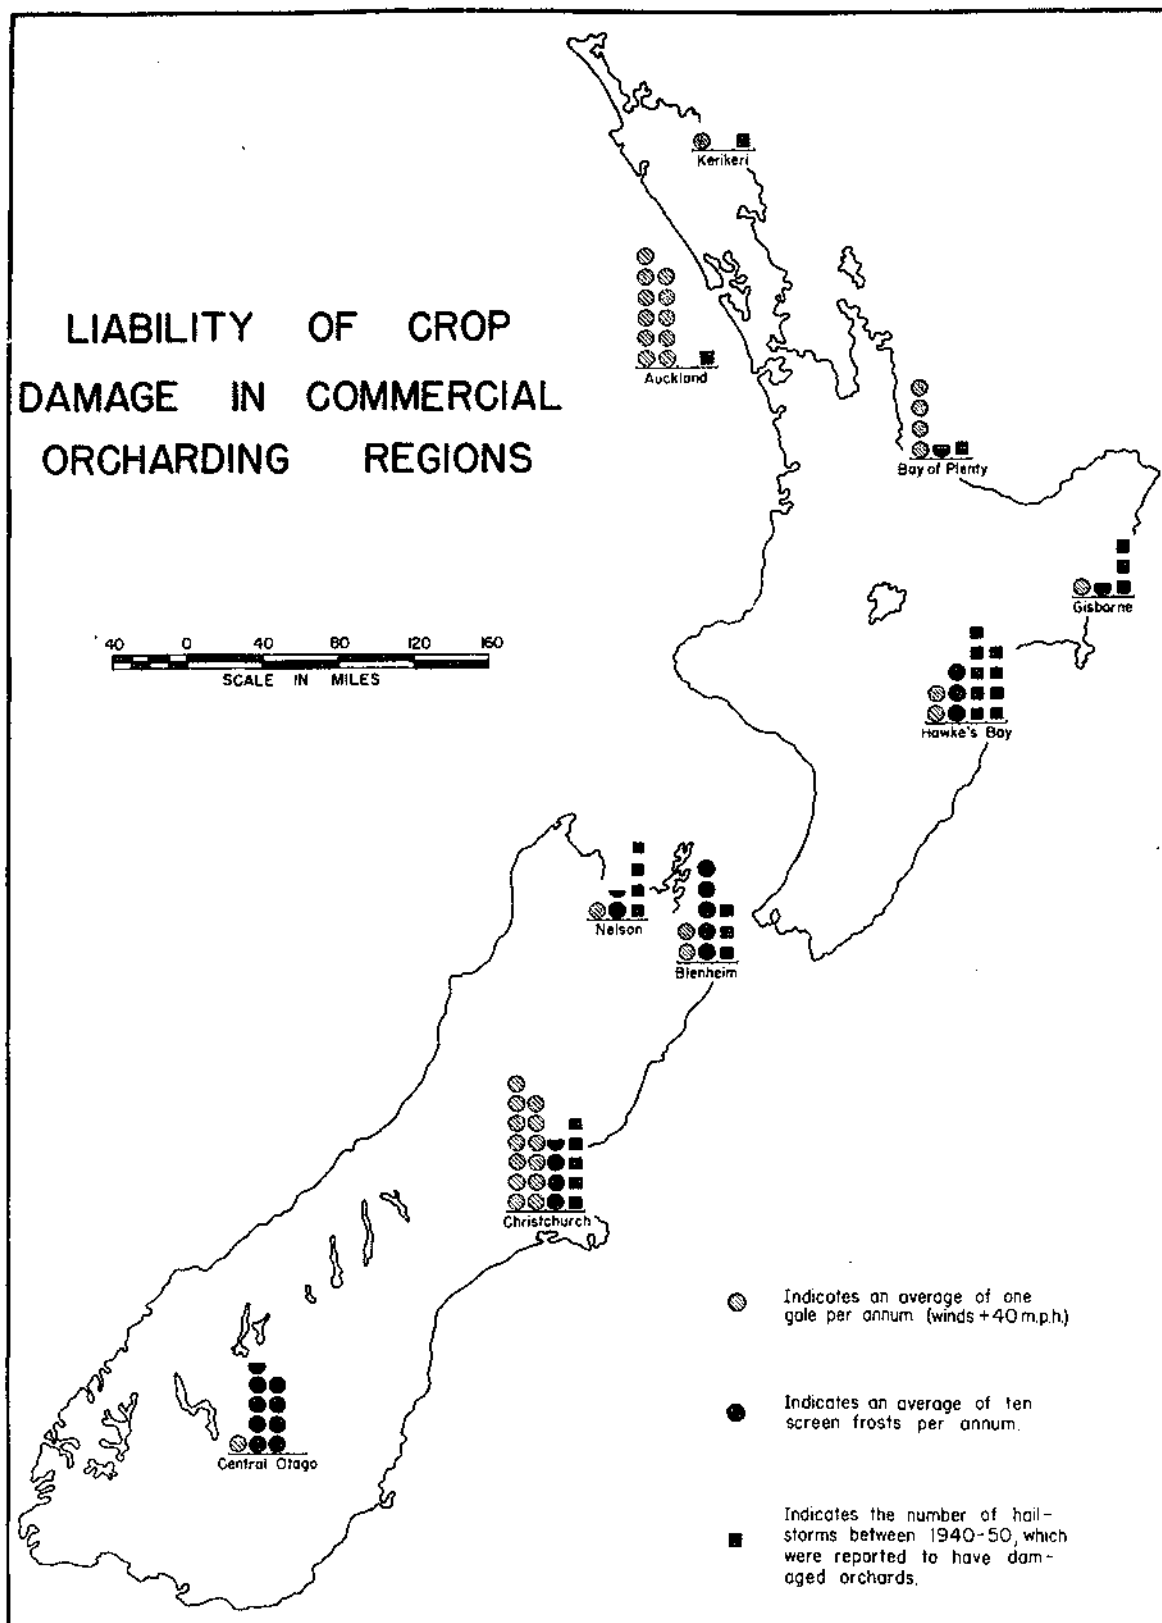 Kerikeri
LIABILITY OF CROP
DAMAGE IN COMMERCIAL
ORCHARDING REGIONS
Auckland
Bay of Plenty
Gisborne
40 0 40 80 120 160
SCALE IN MILES
Hawke's Bay
Nelson
Blenheim
Christchurch
Central Otago
Indicates an average of one
gale per annum (winds +40 m.p.h.)
Indicates an average of ten
screen frosts per annum.
Indicates the number of hail-
storms between 1940-50, which
were reported to have dam-
aged orchards.